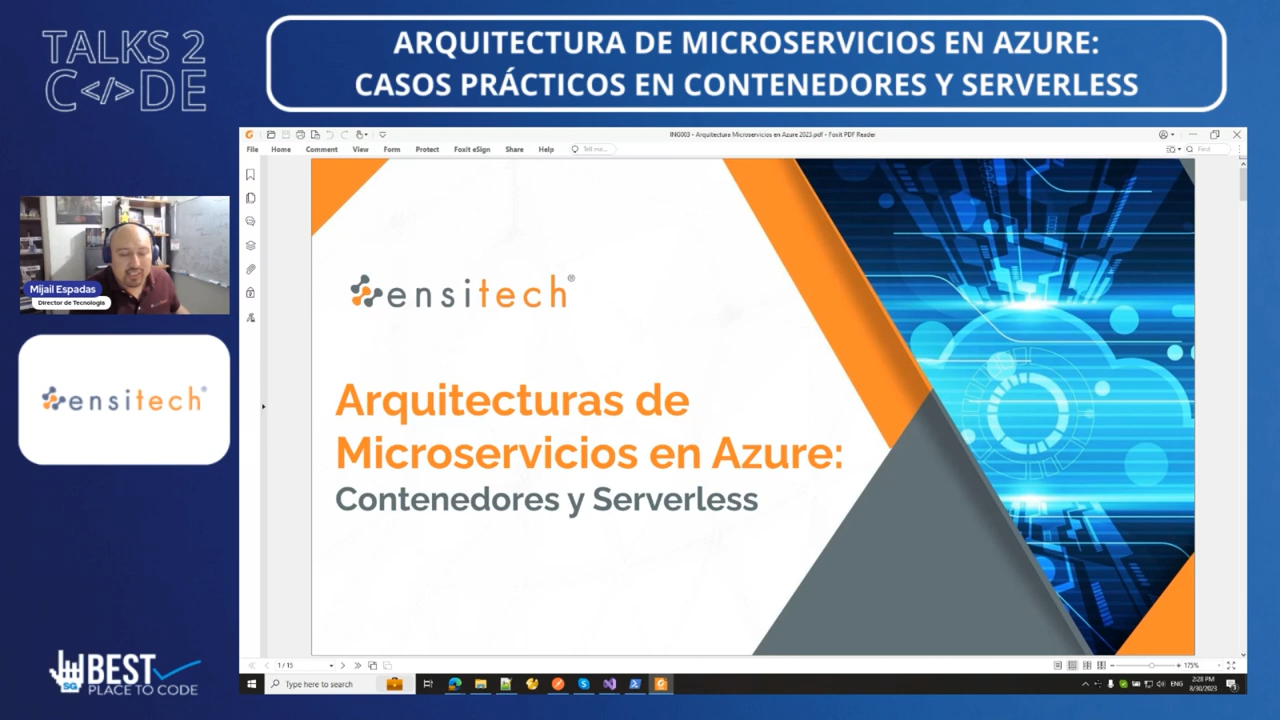 TALKS 2
C</>DE
ARQUITECTURA DE MICROSERVICIOS EN AZURE:
CASOS PRÁCTICOS EN CONTENEDORES Y SERVERLESS
ING003 - Arquitectura Microservicios en Azure 2023.pdf - Foxit PDF Reader
File Home Comment View Form Protect Foxit eSign Share Help Tell me... Find
ensitech®
Arquitecturas de
Microservicios en Azure:
Contenedores y Serverless
Mijail Espadas
Director de Tecnología
ensitech®
SG BEST
PLACE TO CODE
1 / 15
175%
Type here to search
ENG
2:28 PM
8/30/2023